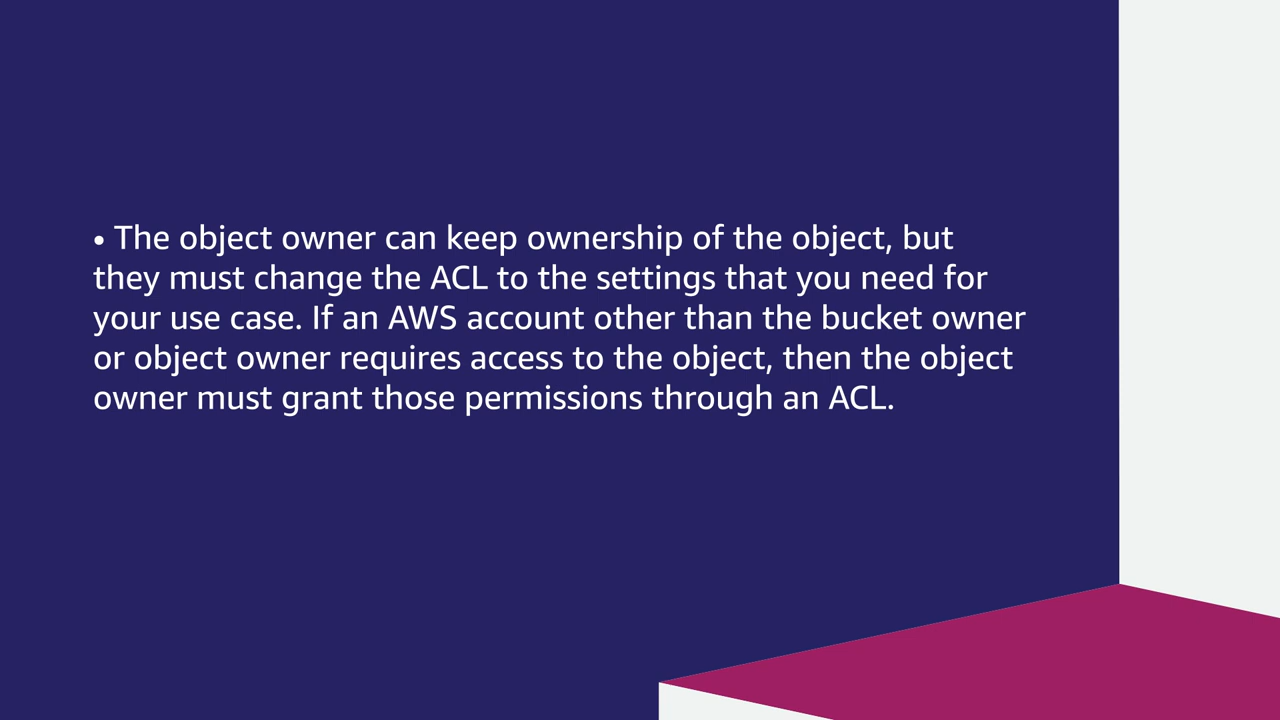 • The object owner can keep ownership of the object, but
they must change the ACL to the settings that you need for
your use case. If an AWS account other than the bucket owner
or object owner requires access to the object, then the object
owner must grant those permissions through an ACL.